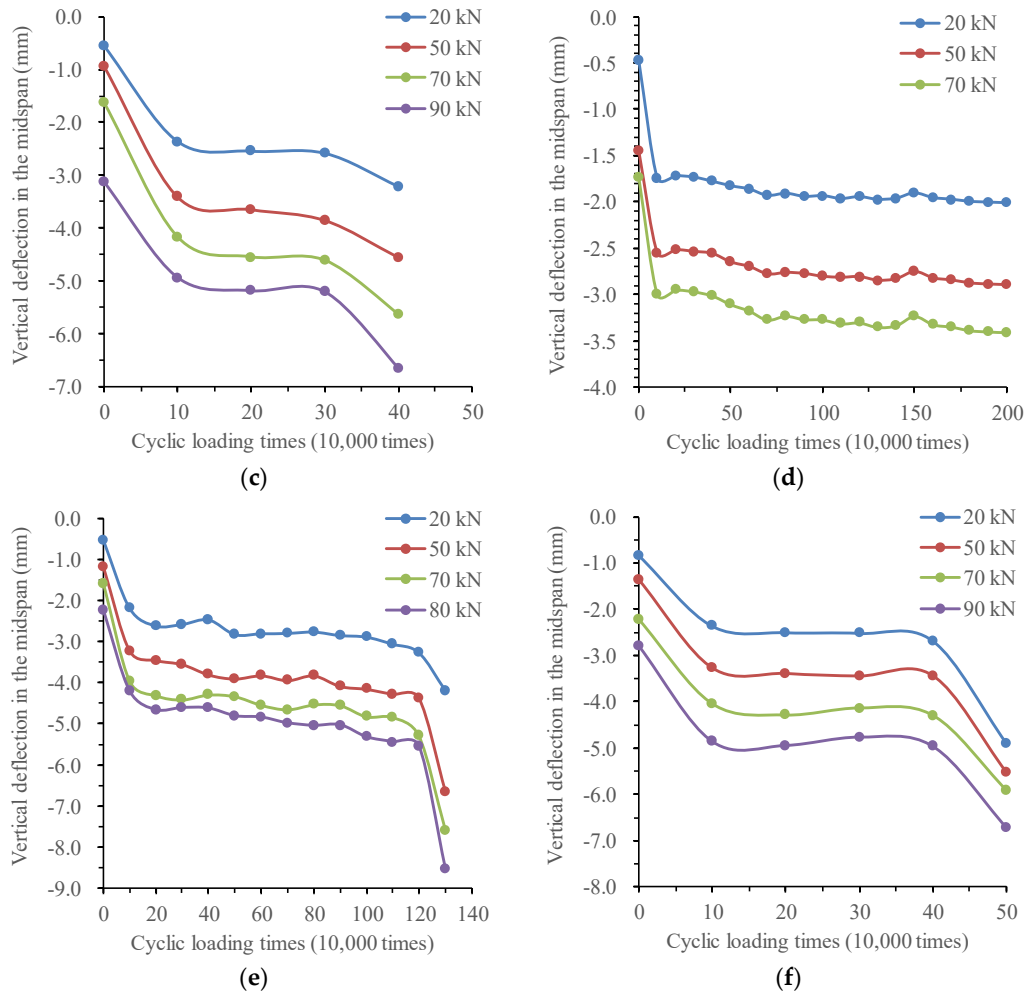 0.0
-1.0
-2.0
-3.0
-4.0
-5.0
-6.0
-7.0
Vertical deflection in the midspan (mm)
20 kN
50 kN
70 kN
90 kN
0 10 20 30 40 50
Cyclic loading times (10,000 times)
(c)
0.0
-0.5
-1.0
-1.5
-2.0
-2.5
-3.0
-3.5
-4.0
Vertical deflection in the midspan (mm)
20 kN
50 kN
70 kN
0 50 100 150 200
Cyclic loading times (10,000 times)
(d)
0.0
-1.0
-2.0
-3.0
-4.0
-5.0
-6.0
-7.0
-8.0
-9.0
Vertical deflection in the midspan (mm)
20 kN
50 kN
70 kN
80 kN
0 20 40 60 80 100 120 140
Cyclic loading times (10,000 times)
(e)
0.0
-1.0
-2.0
-3.0
-4.0
-5.0
-6.0
-7.0
-8.0
Vertical deflection in the midspan (mm)
20 kN
50 kN
70 kN
90 kN
0 10 20 30 40 50
Cyclic loading times (10,000 times)
(f)